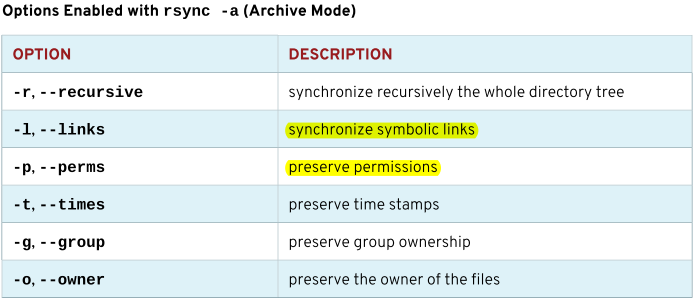 Options Enabled with rsync -a (Archive Mode)
OPTION DESCRIPTION
-r, --recursive synchronize recursively the whole directory tree
-l, --links synchronize symbolic links
-p, --perms preserve permissions
-t, --times preserve time stamps
-g, --group preserve group ownership
-o, --owner preserve the owner of the files